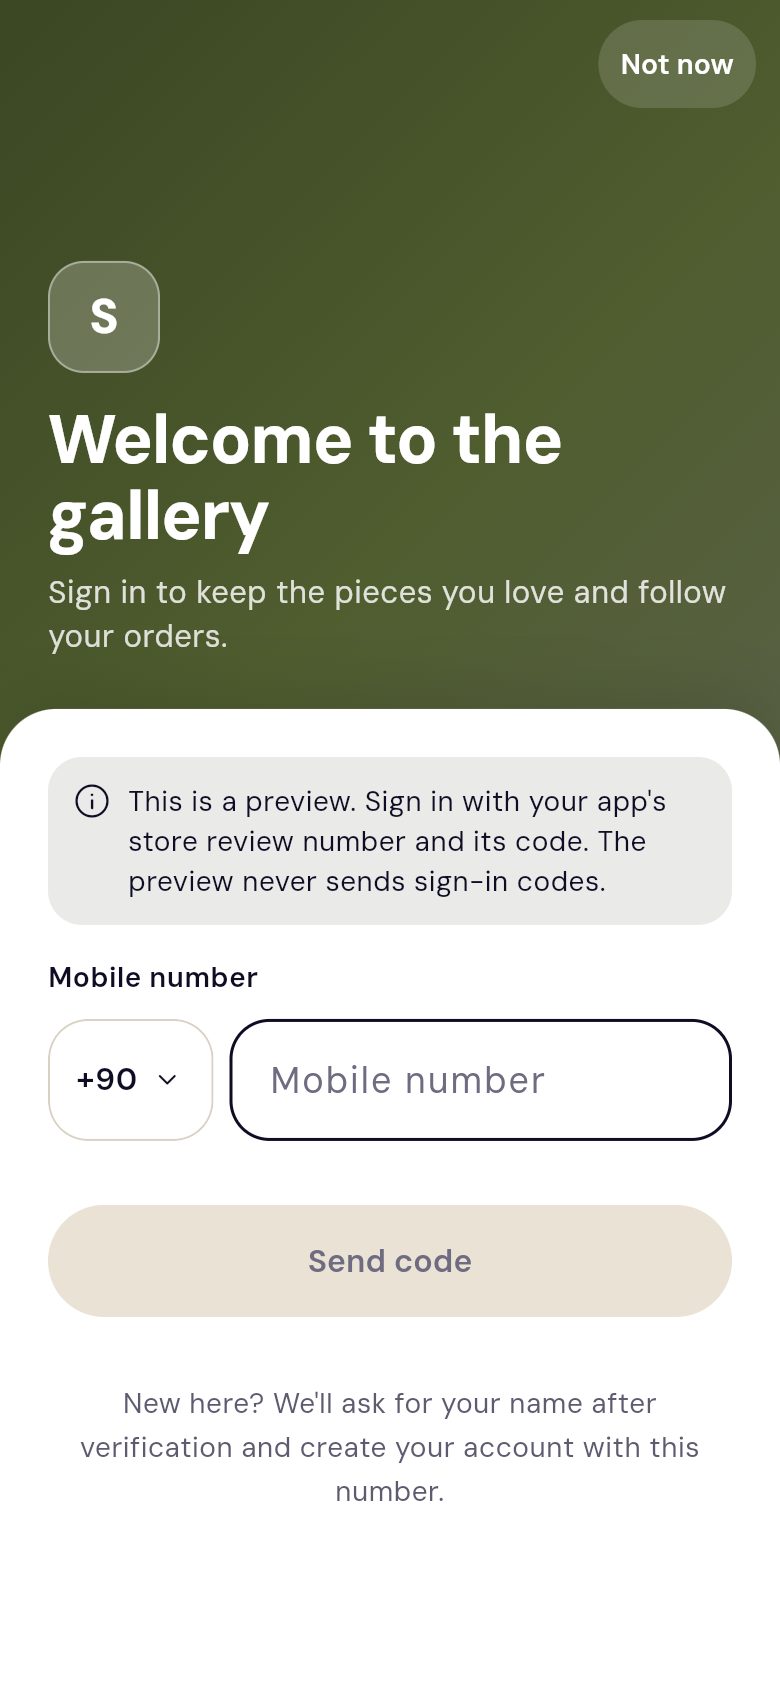 Not now
S
Welcome to the
gallery
Sign in to keep the pieces you love and follow
your orders.
This is a preview. Sign in with your app's
store review number and its code. The
preview never sends sign-in codes.
Mobile number
+90
Mobile number
Send code
New here? We'll ask for your name after
verification and create your account with this
number.